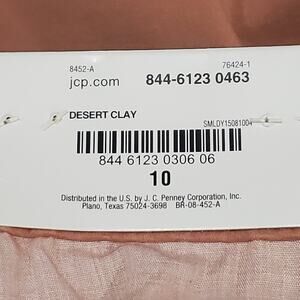 8452-A 76424-1
jcp.com 844-6123 0463
DESERT CLAY
SMLDY15081004
844 6123 0306 06
10
Distributed in the U.S. by J. C. Penney Corporation, Inc.
Plano, Texas 75024-3698 BR-08-452-A